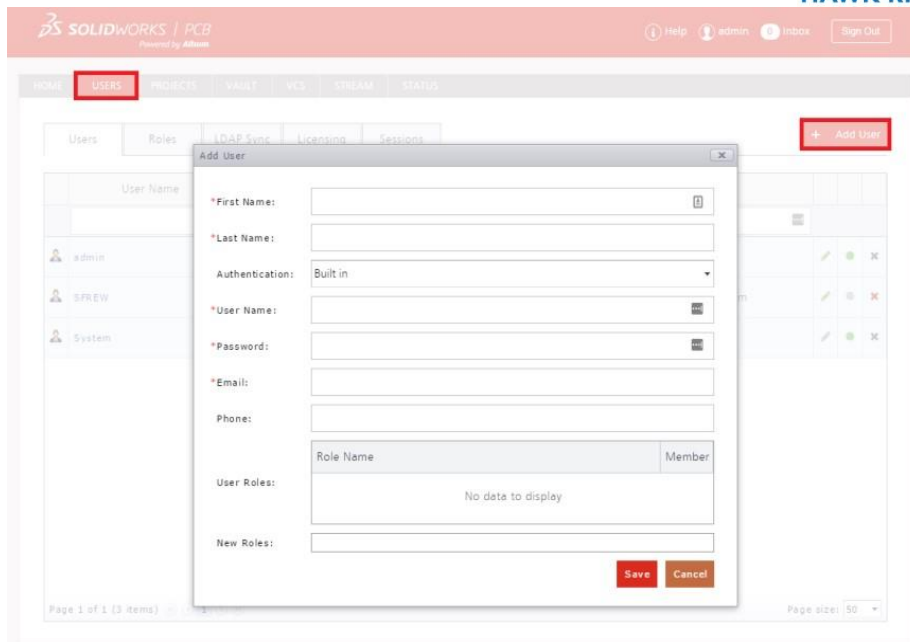 SOLIDWORKS | PCB
Powered by Altium
Help admin 0 Inbox Sign Out
HOME USERS PROJECTS VAULT VCS STREAM STATUS
Users Roles LDAP Sync Licensing Sessions
+ Add User
Add User
User Name
*First Name:
*Last Name:
admin
Authentication: Built in
SPREW
*User Name:
System
*Password:
*Email:
Phone:
Role Name Member
User Roles:
No data to display
New Roles:
Save Cancel
Page 1 of 1 (3 items) 1
Page size: 50